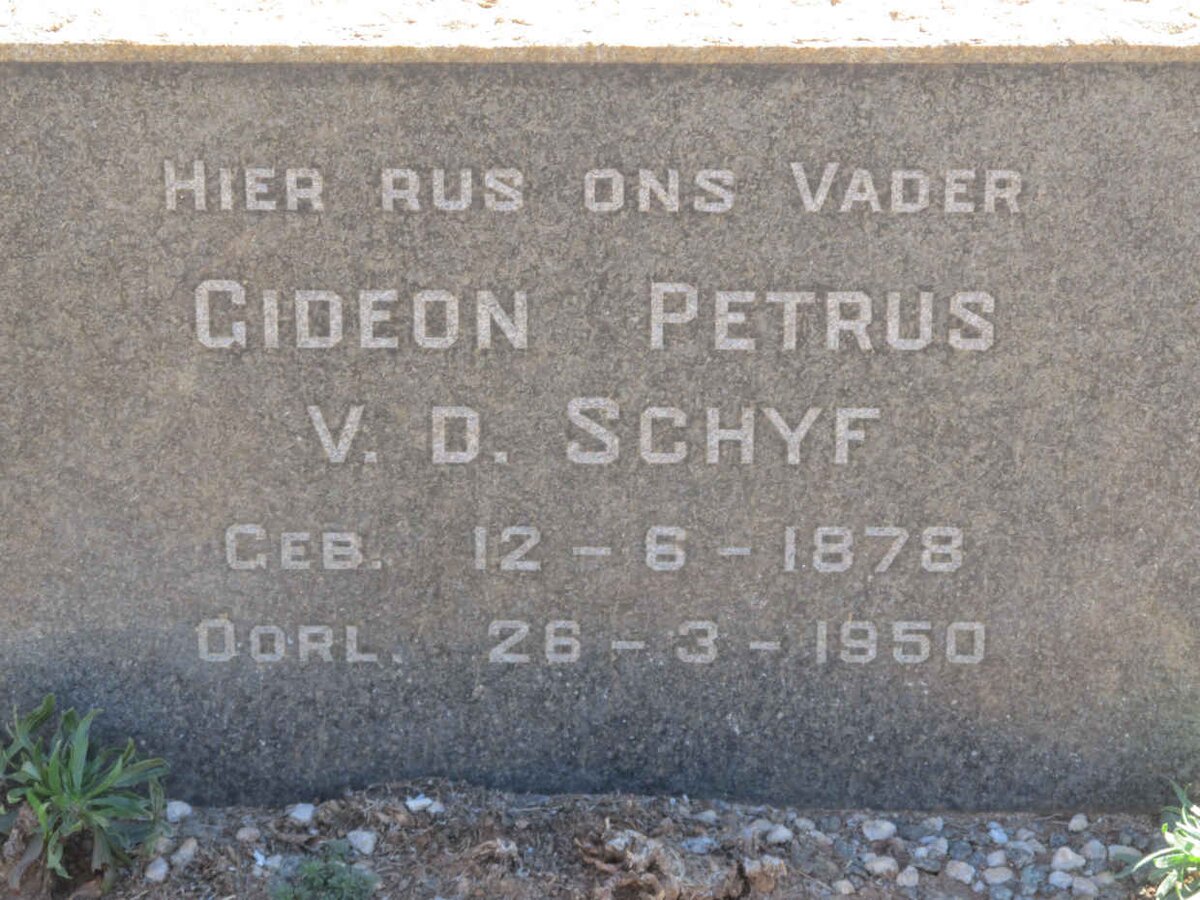 HIER RUS ONS VADER
GIDEON PETRUS
V. D. SCHYF
GEB. 12 - 6 - 1878
OORL. 26 - 3 - 1950